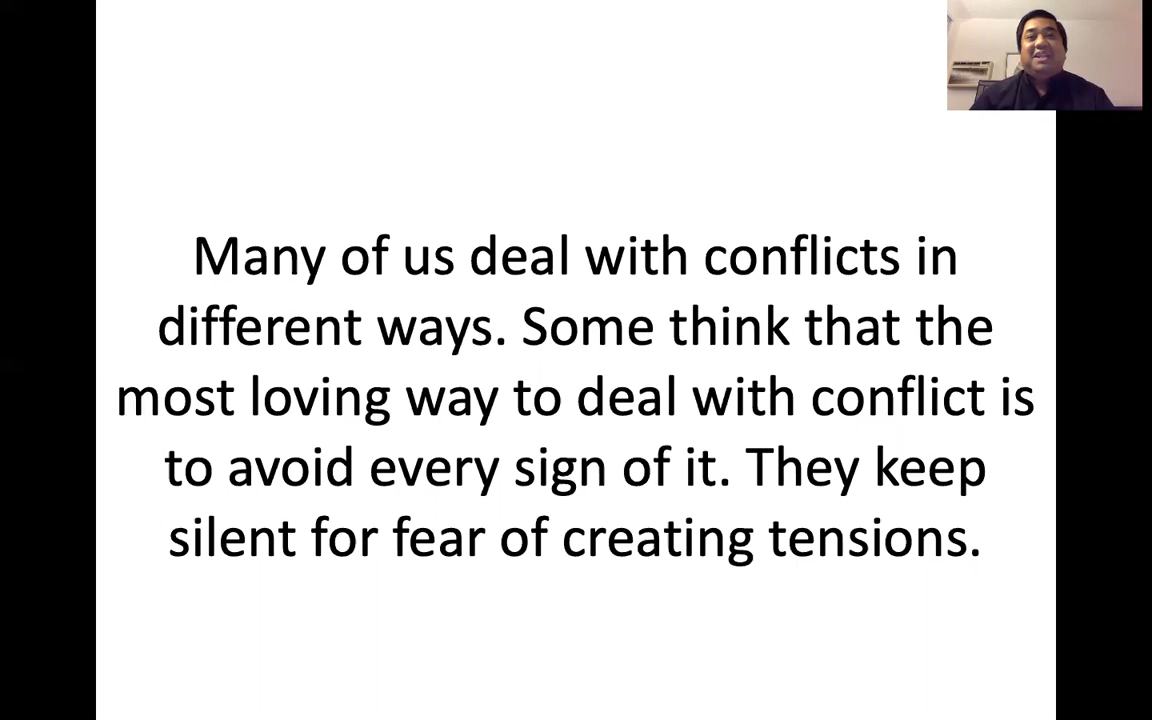 Many of us deal with conflicts in
different ways. Some think that the
most loving way to deal with conflict is
to avoid every sign of it. They keep
silent for fear of creating tensions.